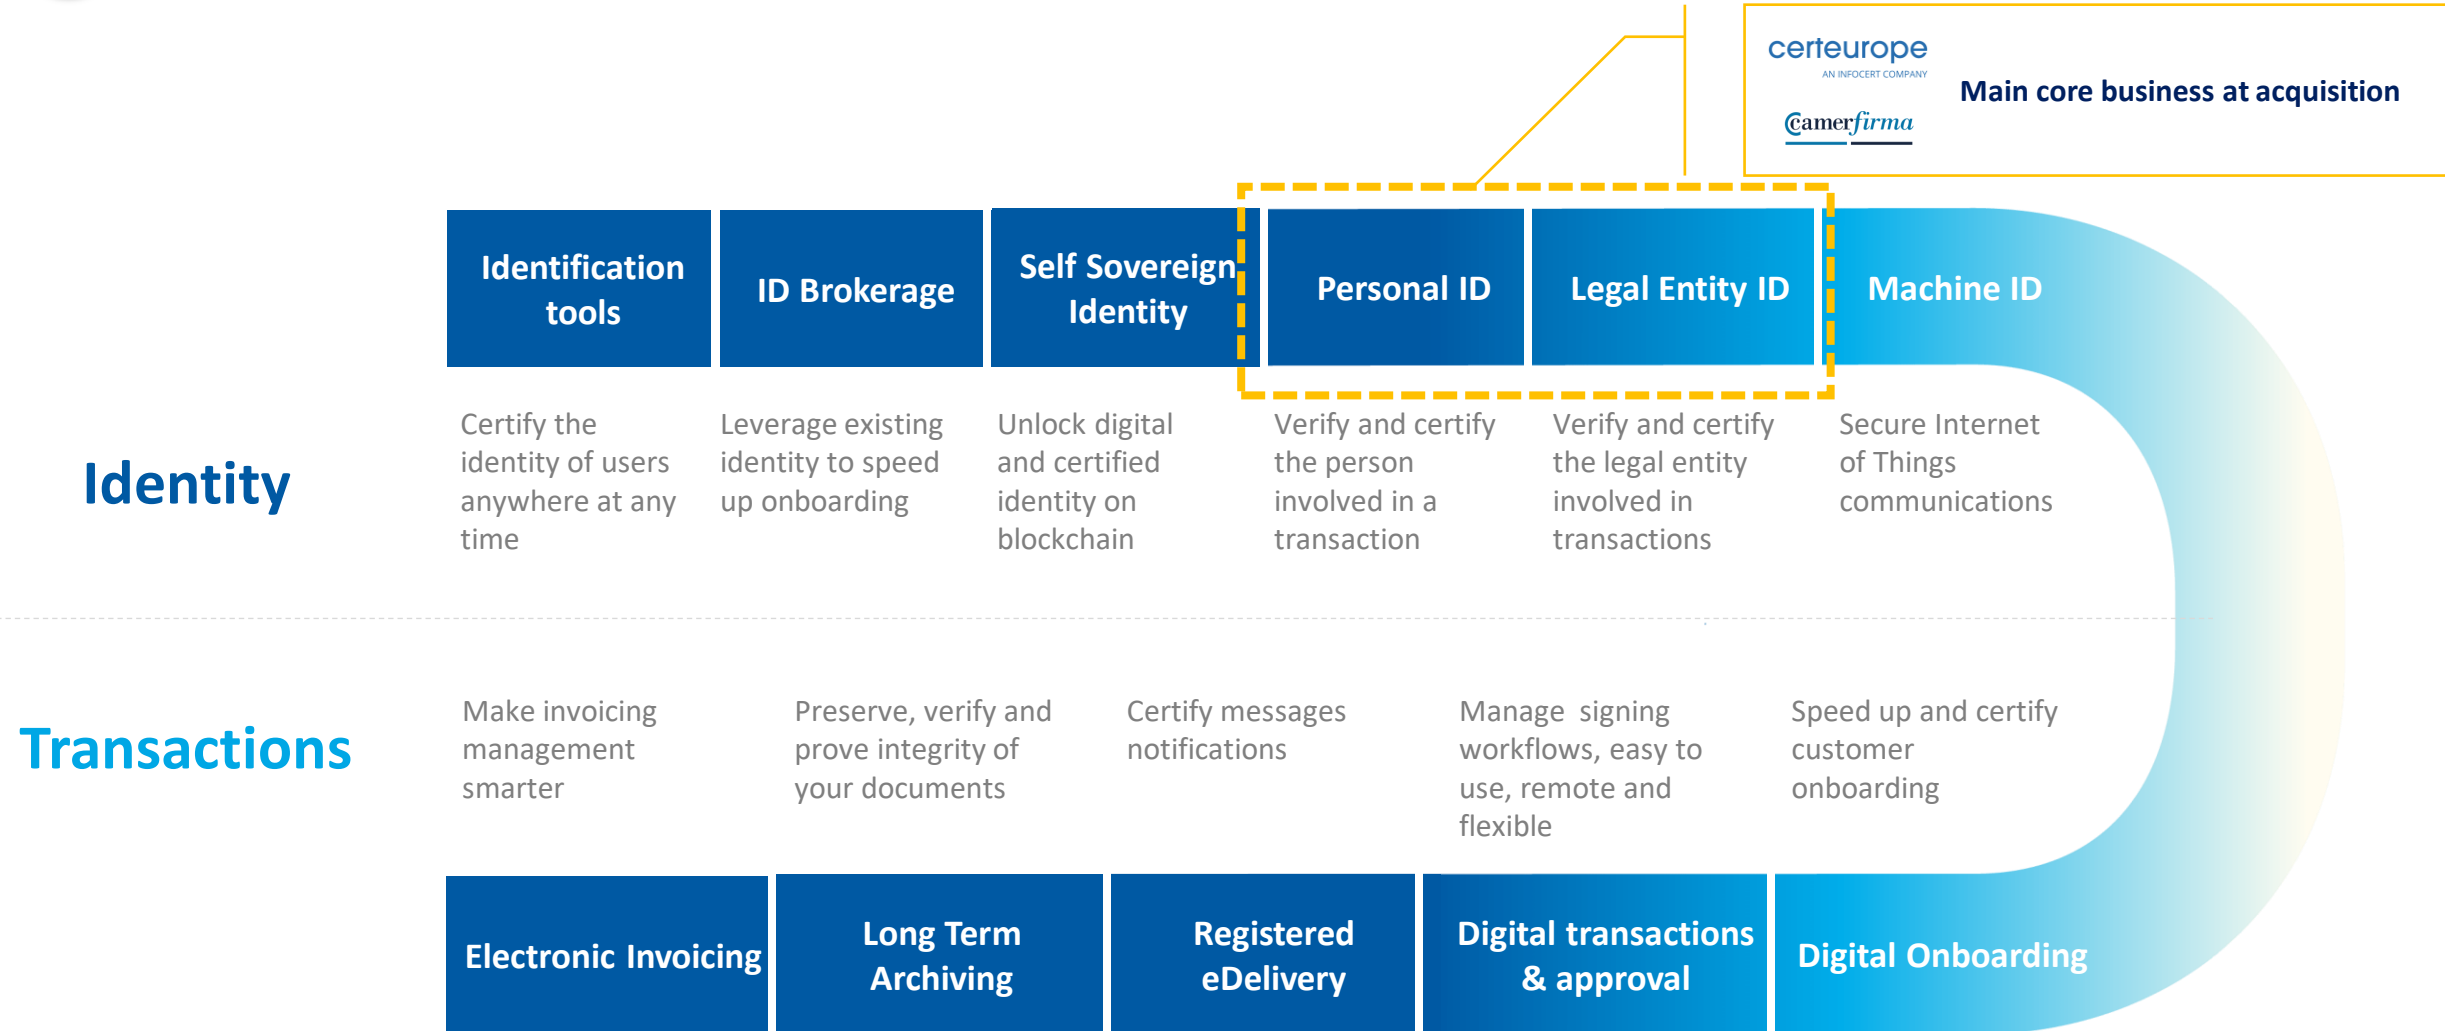 certeurope
AN INFOCERT COMPANY
Camerfirma
Main core business at acquisition
Identification
tools
ID Brokerage
Self Sovereign
Identity
Personal ID
Legal Entity ID
Machine ID
Identity
Certify the
identity of users
anywhere at any
time
Leverage existing
identity to speed
up onboarding
Unlock digital
and certified
identity on
blockchain
Verify and certify
the person
involved in a
transaction
Verify and certify
the legal entity
involved in
transactions
Secure Internet
of Things
communications
Transactions
Make invoicing
management
smarter
Preserve, verify and
prove integrity of
your documents
Certify messages
notifications
Manage  signing
workflows, easy to
use, remote and
flexible
Speed up and certify
customer
onboarding
Electronic Invoicing
Long Term
Archiving
Registered
eDelivery
Digital transactions
& approval
Digital Onboarding